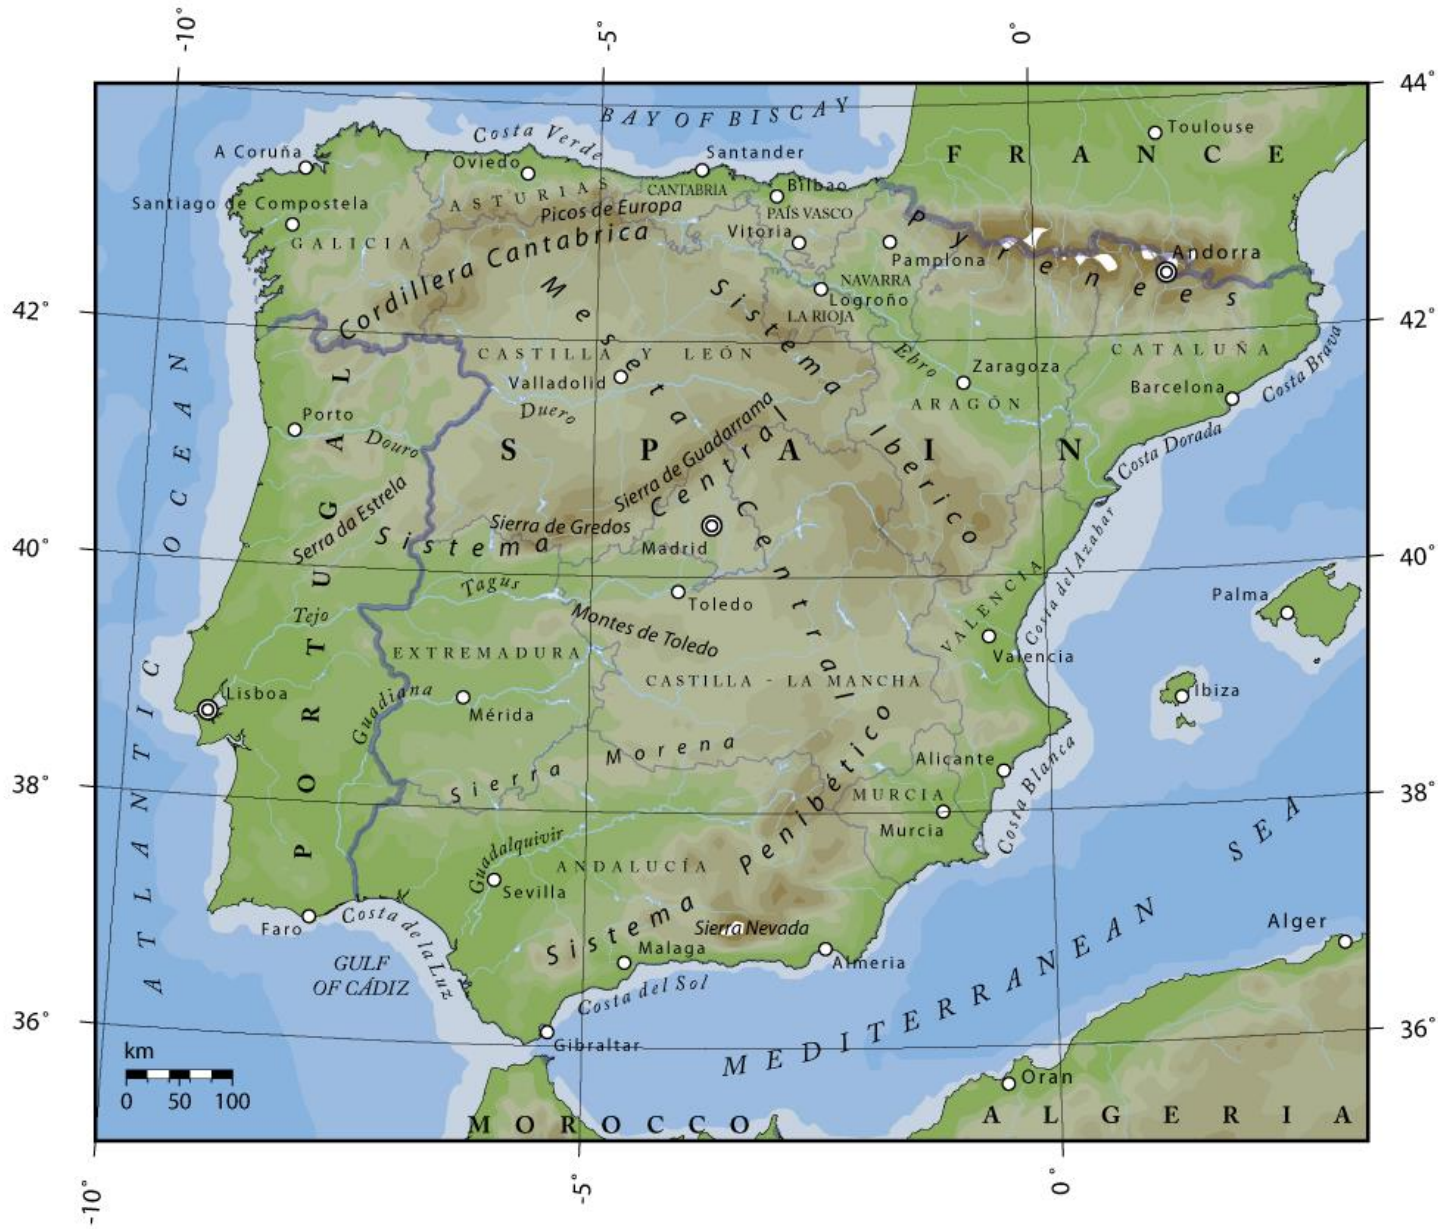 -10°
-5°
0°
44°
BAY OF BISCAY
Costa Verde
Toulouse
FRANCE
A Coruña
Oviedo
Santander
Bilbao
ASTURIAS
CANTABRIA
Picos de Europa
PAÍS VASCO
Santiago de Compostela
GALICIA
Vitoria
Pamplona
Pyrenees
Andorra
Cordillera Cantabrica
NAVARRA
Logroño
LA RIOJA
42°
42°
Meseta Central
Sistema Iberico
CASTILLA Y LEÓN
Valladolid
Ebro
Zaragoza
CATALUÑA
Barcelona
Costa Brava
ARAGÓN
Duero
Porto
Douro
SPAIN
Costa Dorada
Sierra de Guadarrama
Serra da Estrela
Sistema Central
Sierra de Gredos
Madrid
40°
40°
ATLANTIC OCEAN
PORTUGAL
Tagus
Tejo
Toledo
Montes de Toledo
VALENCIA
Costa del Azahar
Valencia
Palma
Ibiza
EXTREMADURA
CASTILLA - LA MANCHA
Lisboa
Guadiana
Mérida
Sierra Morena
Alicante
Costa Blanca
38°
38°
MURCIA
Murcia
Guadalquivir
ANDALUCÍA
Sevilla
Sistema Penibético
Sierra Nevada
Faro
Costa de la Luz
GULF
OF CÁDIZ
Malaga
Almeria
Costa del Sol
MEDITERRANEAN SEA
Alger
36°
36°
Gibraltar
km
0 50 100
Oran
MOROCCO
ALGERIA
-10°
-5°
0°